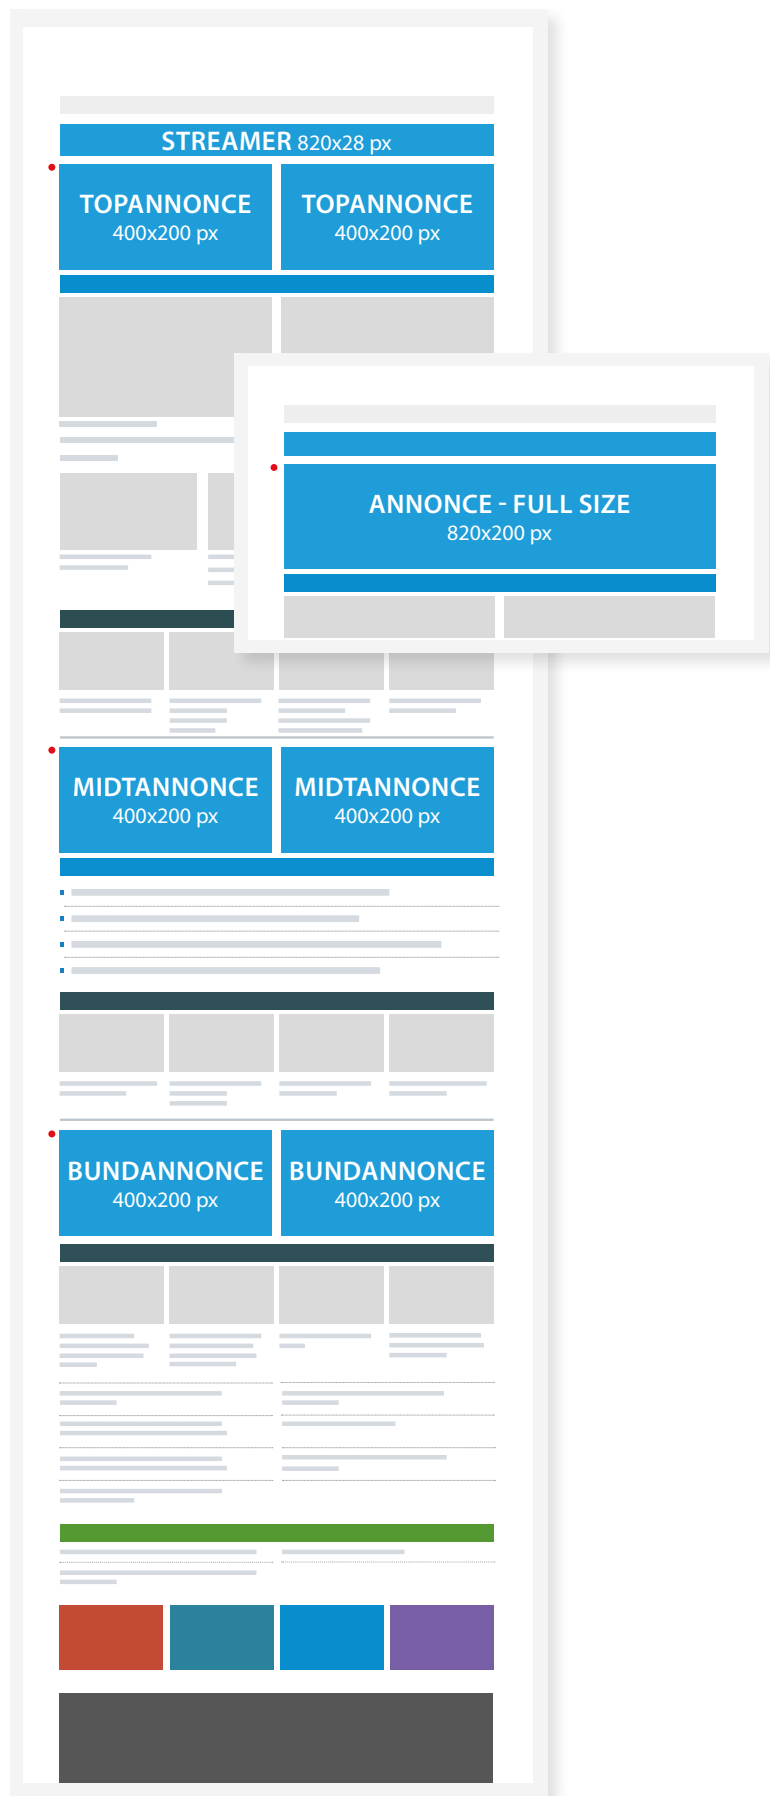 STREAMER 820x28 px
TOPANNONCE
400x200 px
TOPANNONCE
400x200 px
ANNONCE - FULL SIZE
820x200 px
MIDTANNONCE
400x200 px
MIDTANNONCE
400x200 px
BUNDANNONCE
400x200 px
BUNDANNONCE
400x200 px